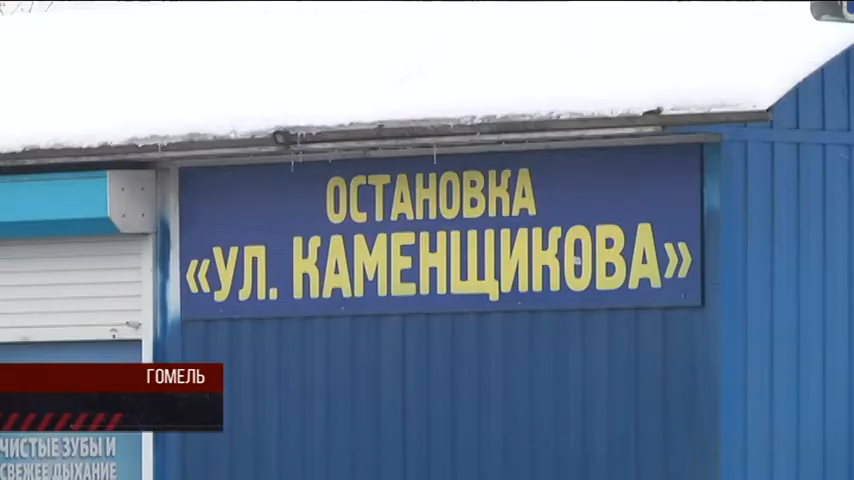 ОСТАНОВКА
«УЛ. КАМЕНЩИКОВА»
ГОМЕЛЬ
ЧИСТЫЕ ЗУБЫ И
СВЕЖЕЕ ДЫХАНИЕ